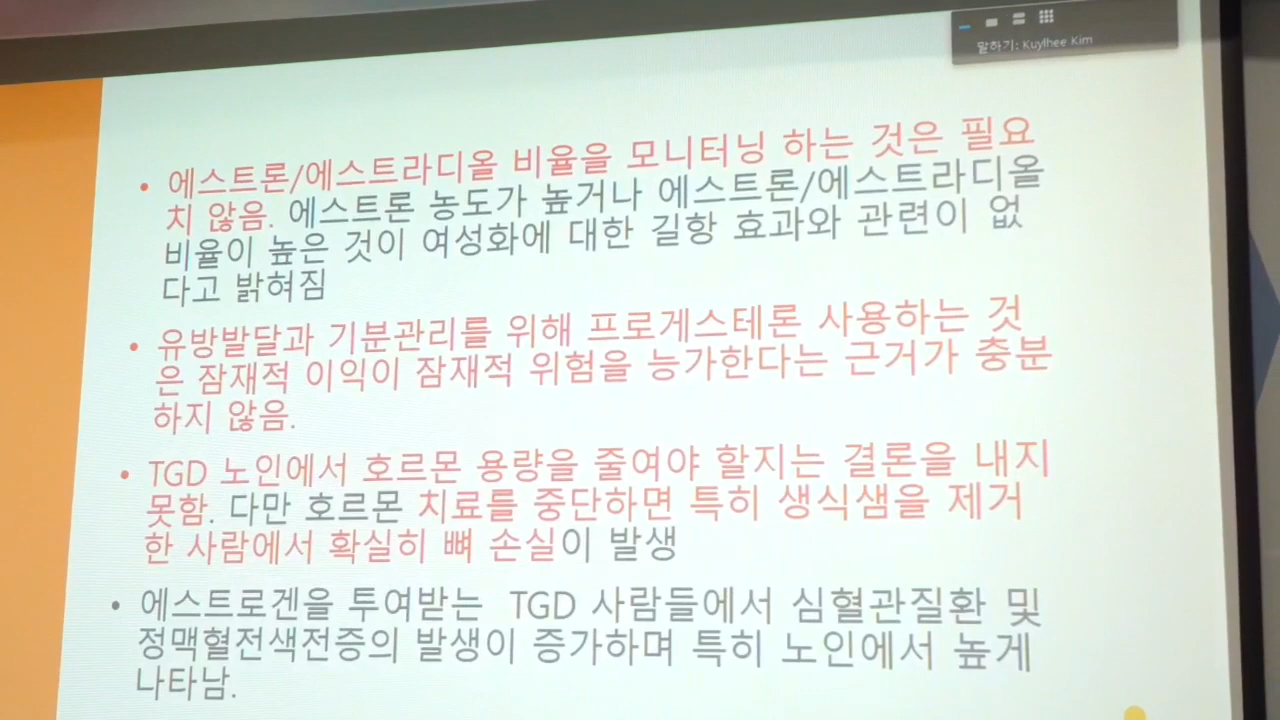 말하기: Kuylhee Kim
• 에스트론/에스트라디올 비율을 모니터닝 하는 것은 필요
치 않음. 에스트론 농도가 높거나 에스트론/에스트라디올
비율이 높은 것이 여성화에 대한 길항 효과와 관련이 없
다고 밝혀짐
• 유방발달과 기분관리를 위해 프로게스테론 사용하는 것
은 잠재적 이익이 잠재적 위험을 능가한다는 근거가 충분
하지 않음.
• TGD 노인에서 호르몬 용량을 줄여야 할지는 결론을 내지
못함. 다만 호르몬 치료를 중단하면 특히 생식샘을 제거
한 사람에서 확실히 뼈 손실이 발생
• 에스트로겐을 투여받는 TGD 사람들에서 심혈관질환 및
정맥혈전색전증의 발생이 증가하며 특히 노인에서 높게
나타남.